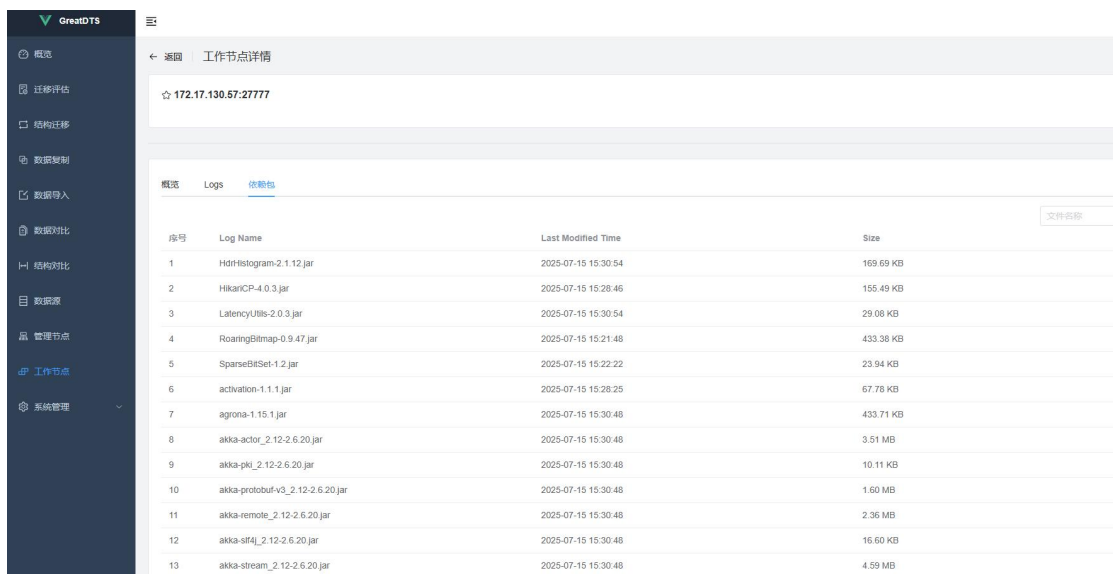 GreatDTS
概览
迁移评估
结构迁移
数据复制
数据导入
数据对比
结构对比
数据源
管理节点
工作节点
系统管理
← 返回 工作节点详情
172.17.130.57:27777
概览 Logs 依赖包
文件名称
序号 Log Name Last Modified Time Size
1 HdrHistogram-2.1.12.jar 2025-07-15 15:30:54 169.69 KB
2 HikariCP-4.0.3.jar 2025-07-15 15:28:46 155.49 KB
3 LatencyUtils-2.0.3.jar 2025-07-15 15:30:54 29.08 KB
4 RoaringBitmap-0.9.47.jar 2025-07-15 15:21:48 433.38 KB
5 SparseBitSet-1.2.jar 2025-07-15 15:22:22 23.94 KB
6 activation-1.1.1.jar 2025-07-15 15:28:25 67.78 KB
7 agrona-1.15.1.jar 2025-07-15 15:30:48 433.71 KB
8 akka-actor_2.12-2.6.20.jar 2025-07-15 15:30:48 3.51 MB
9 akka-pki_2.12-2.6.20.jar 2025-07-15 15:30:48 10.11 KB
10 akka-protobuf-v3_2.12-2.6.20.jar 2025-07-15 15:30:48 1.60 MB
11 akka-remote_2.12-2.6.20.jar 2025-07-15 15:30:48 2.36 MB
12 akka-slf4j_2.12-2.6.20.jar 2025-07-15 15:30:48 16.60 KB
13 akka-stream_2.12-2.6.20.jar 2025-07-15 15:30:48 4.59 MB